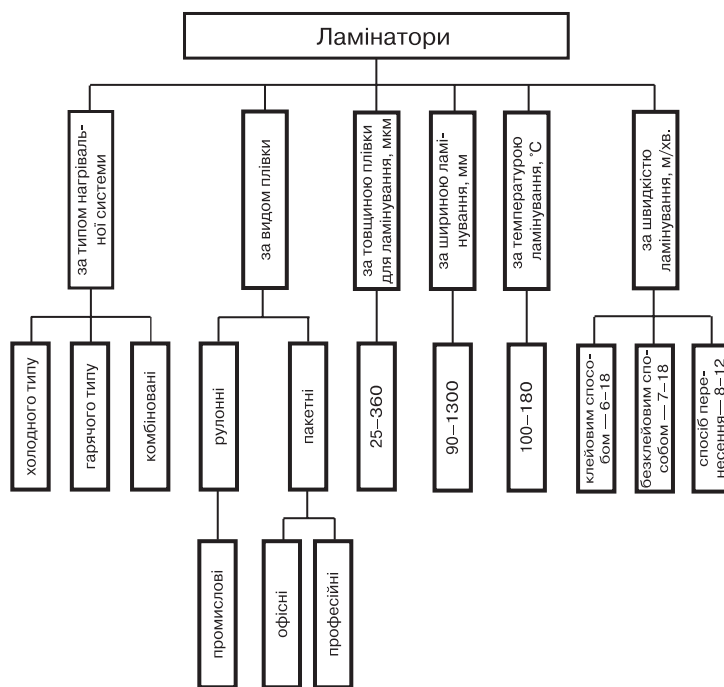 Ламінатори
за типом нагріваль-
ної системи
за видом плівки
за товщиною плівки
для ламінування, мкм
за шириною ламі-
нування, мм
за температурою
ламінування, °С
за швидкістю
ламінування, м/хв.
холодного типу
гарячого типу
комбіновані
рулонні
пакетні
25–360
90–1300
100–180
клейовим спосо-
бом — 6–18
безклейовим спо-
собом — 7–18
спосіб пере-
несення— 8–12
промислові
офісні
професійні